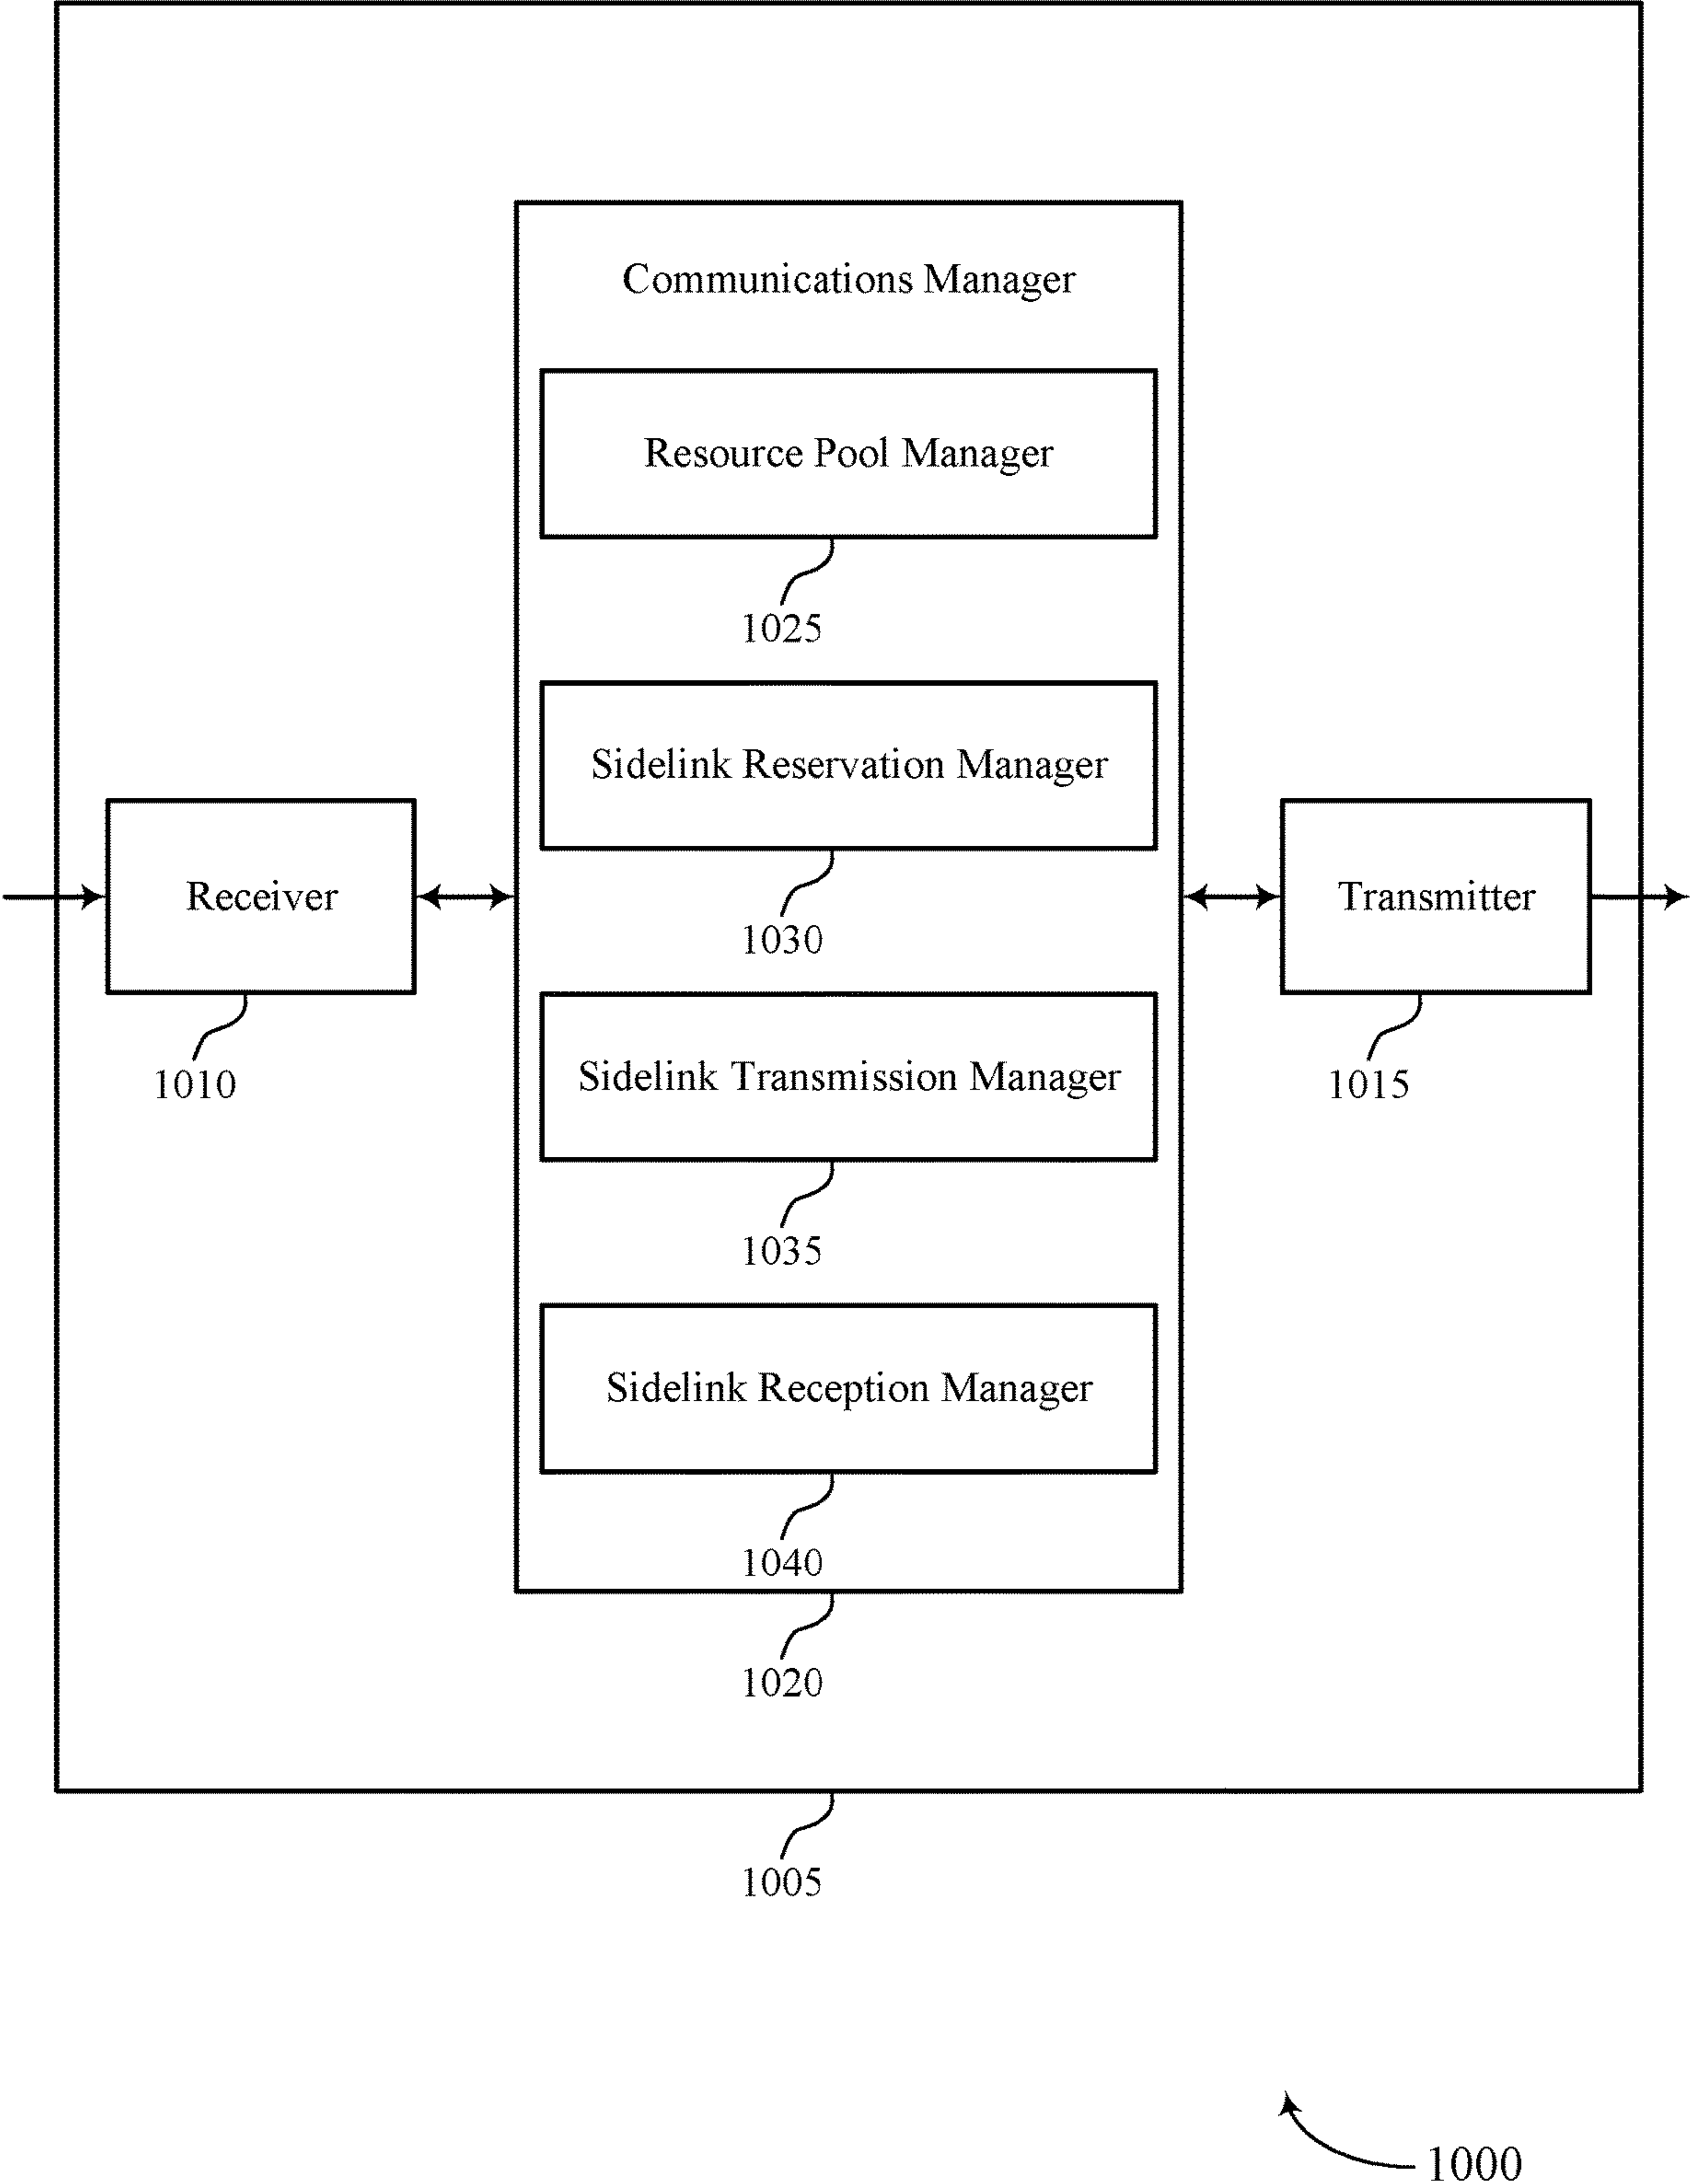 Communications Manager
Resource Pool Manager
1025
Sidelink Reservation Manager
1030
Receiver
1010
Transmitter
1015
Sidelink Transmission Manager
1035
Sidelink Reception Manager
1040
1020
1005
1000